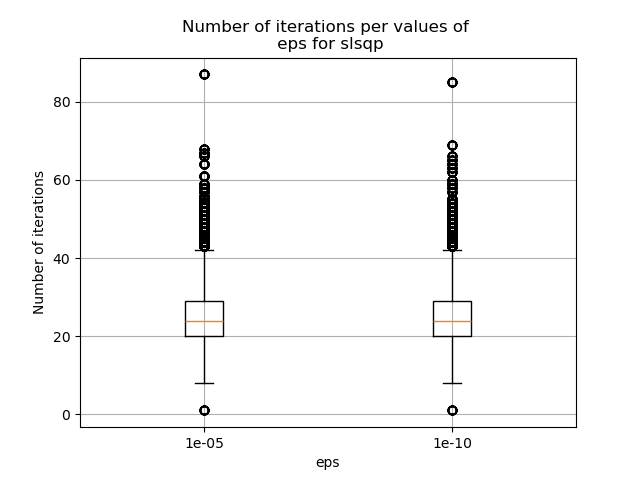 Number of iterations per values of
eps for slsqp
Number of iterations
80
60
40
20
0
1e-05
1e-10
eps